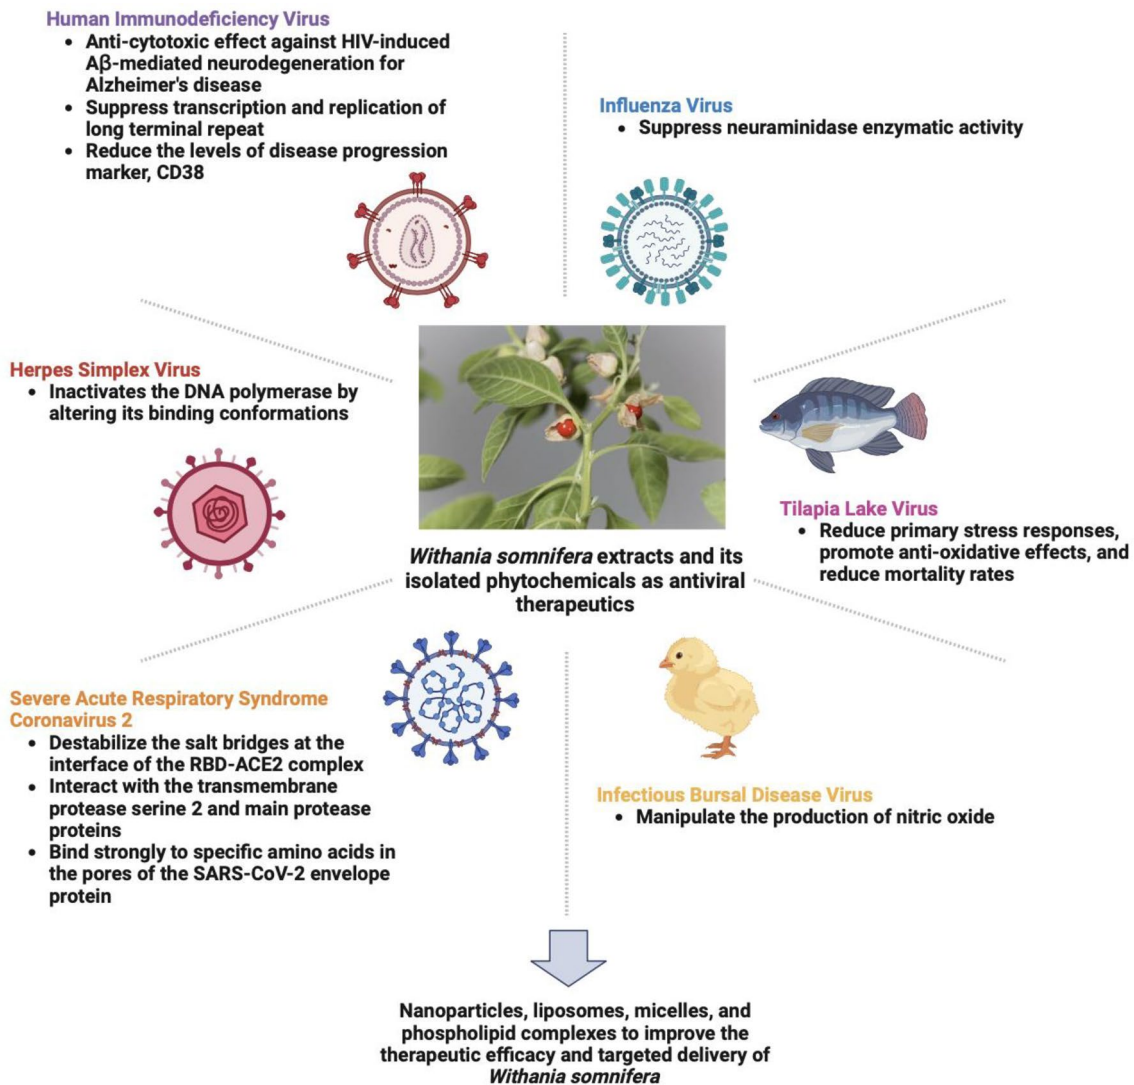 Human Immunodeficiency Virus
• Anti-cytotoxic effect against HIV-induced
Aβ-mediated neurodegeneration for
Alzheimer's disease
• Suppress transcription and replication of
long terminal repeat
• Reduce the levels of disease progression
marker, CD38
Influenza Virus
• Suppress neuraminidase enzymatic activity
Herpes Simplex Virus
• Inactivates the DNA polymerase by
altering its binding conformations
Tilapia Lake Virus
• Reduce primary stress responses,
promote anti-oxidative effects, and
reduce mortality rates
Withania somnifera extracts and its
isolated phytochemicals as antiviral
therapeutics
Severe Acute Respiratory Syndrome
Coronavirus 2
• Destabilize the salt bridges at the
interface of the RBD-ACE2 complex
• Interact with the transmembrane
protease serine 2 and main protease
proteins
• Bind strongly to specific amino acids in
the pores of the SARS-CoV-2 envelope
protein
Infectious Bursal Disease Virus
• Manipulate the production of nitric oxide
Nanoparticles, liposomes, micelles, and
phospholipid complexes to improve the
therapeutic efficacy and targeted delivery of
Withania somnifera